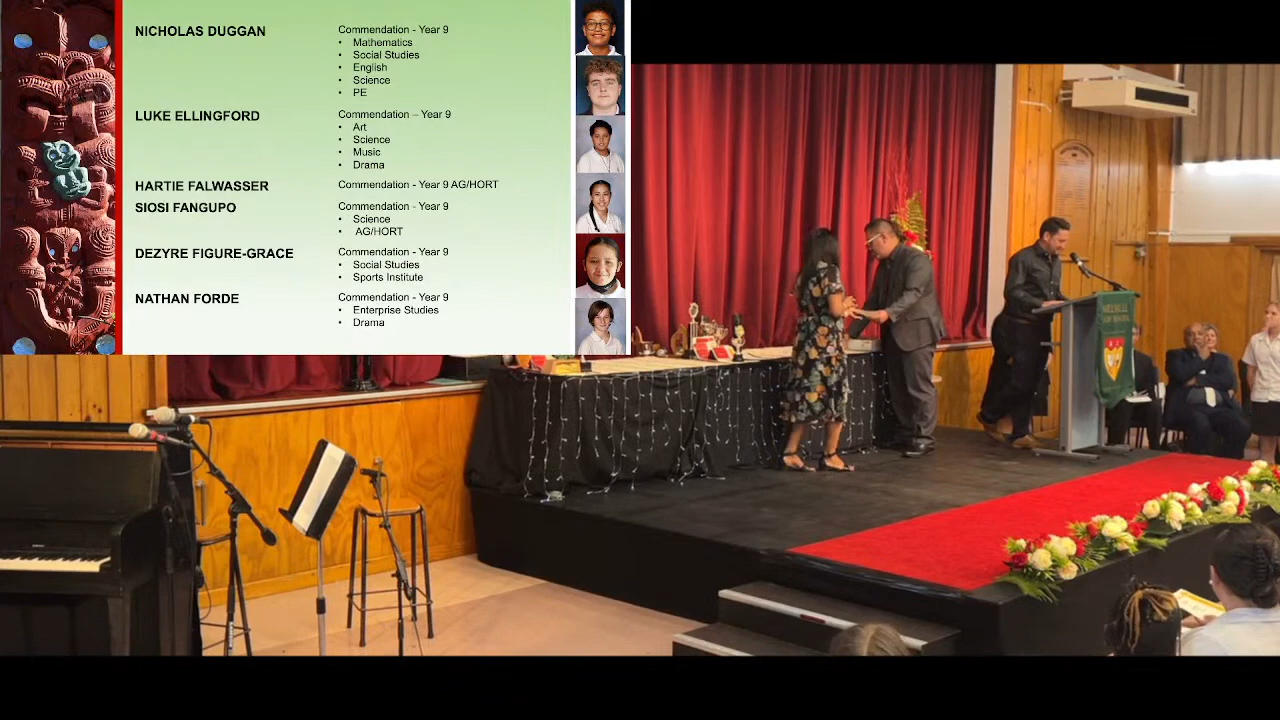 NICHOLAS DUGGAN
Commendation - Year 9
• Mathematics
• Social Studies
• English
• Science
• PE
LUKE ELLINGFORD
Commendation – Year 9
• Art
• Science
• Music
• Drama
HARTIE FALWASSER
Commendation - Year 9 AG/HORT
SIOSI FANGUPO
Commendation - Year 9
• Science
• AG/HORT
DEZYRE FIGURE-GRACE
Commendation - Year 9
• Social Studies
• Sports Institute
NATHAN FORDE
Commendation - Year 9
• Enterprise Studies
• Drama